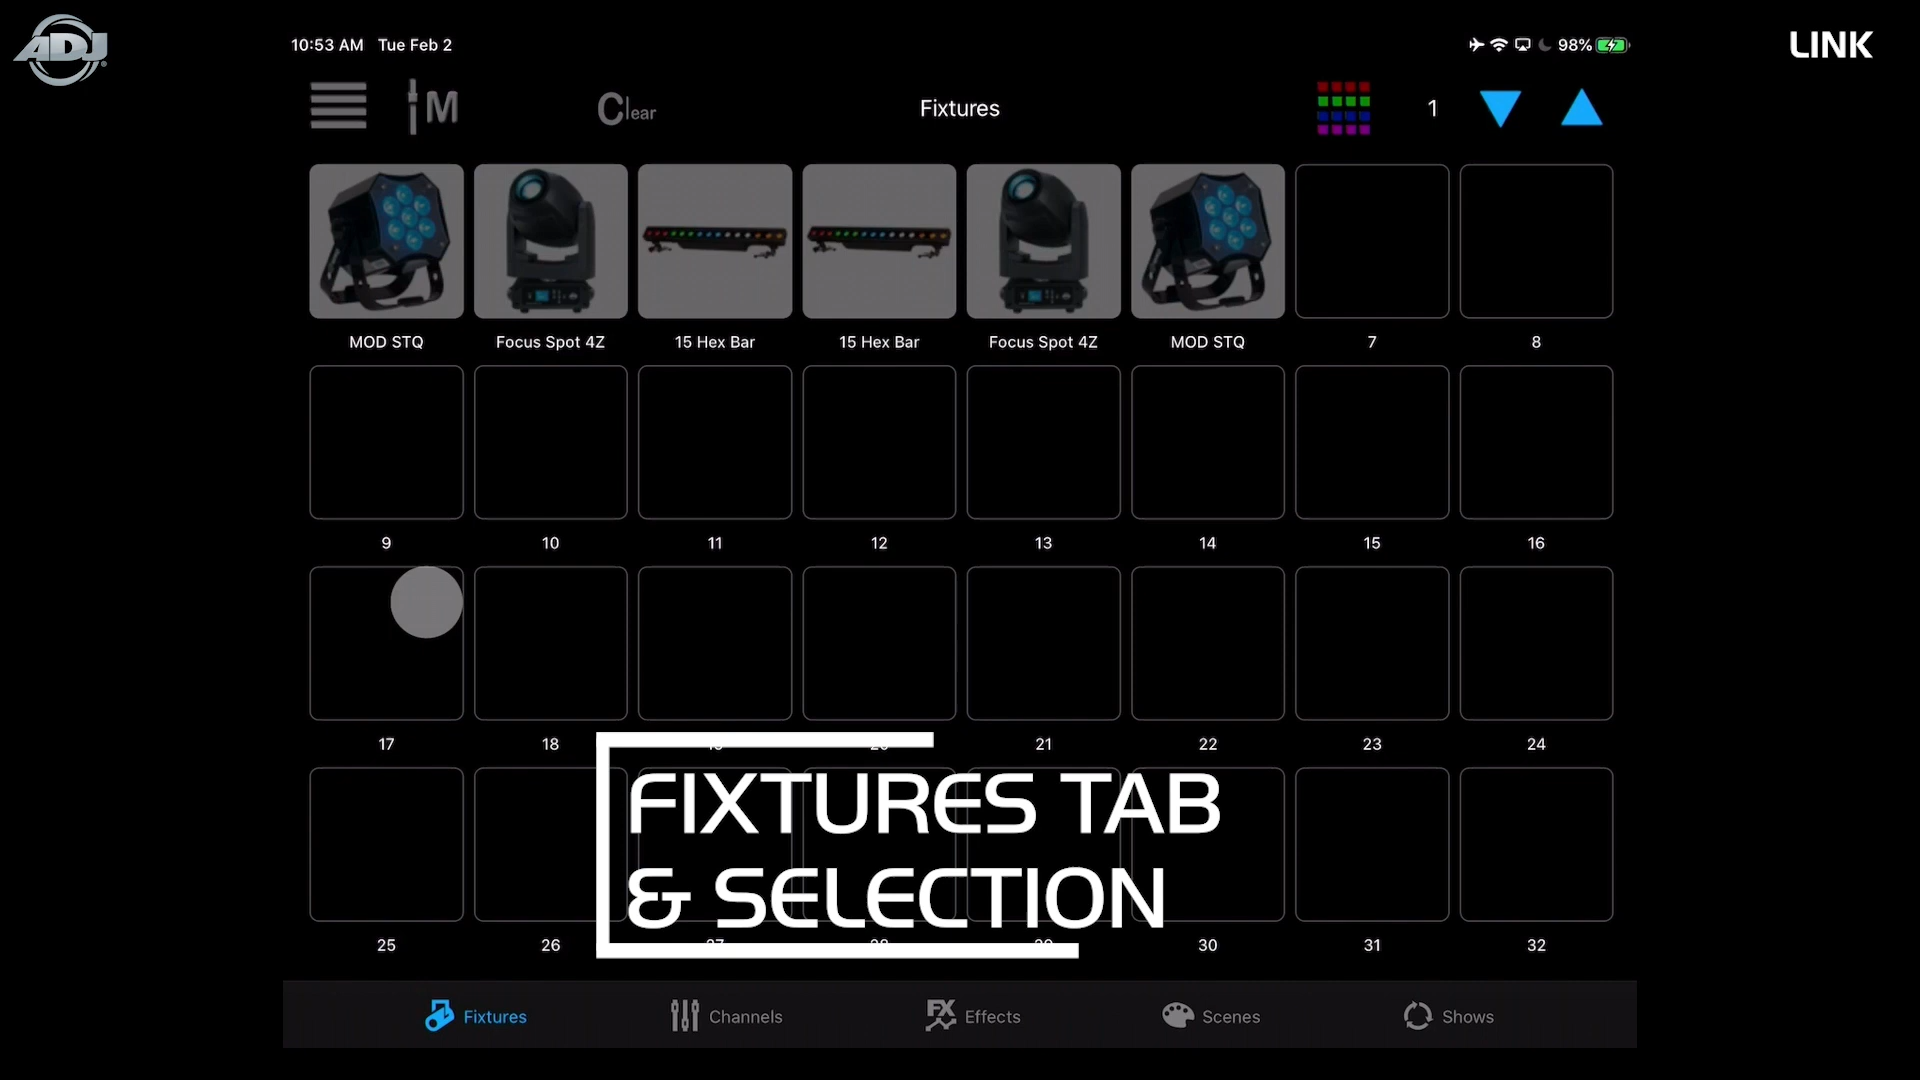 ADJ
10:53 AM Tue Feb 2
98%
LINK
M
Clear
Fixtures
1
MOD STQ
Focus Spot 4Z
15 Hex Bar
15 Hex Bar
Focus Spot 4Z
MOD STQ
7
8
9
10
11
12
13
14
15
16
17
18
21
22
23
24
FIXTURES TAB
& SELECTION
25
26
30
31
32
Fixtures
Channels
FX
Effects
Scenes
Shows